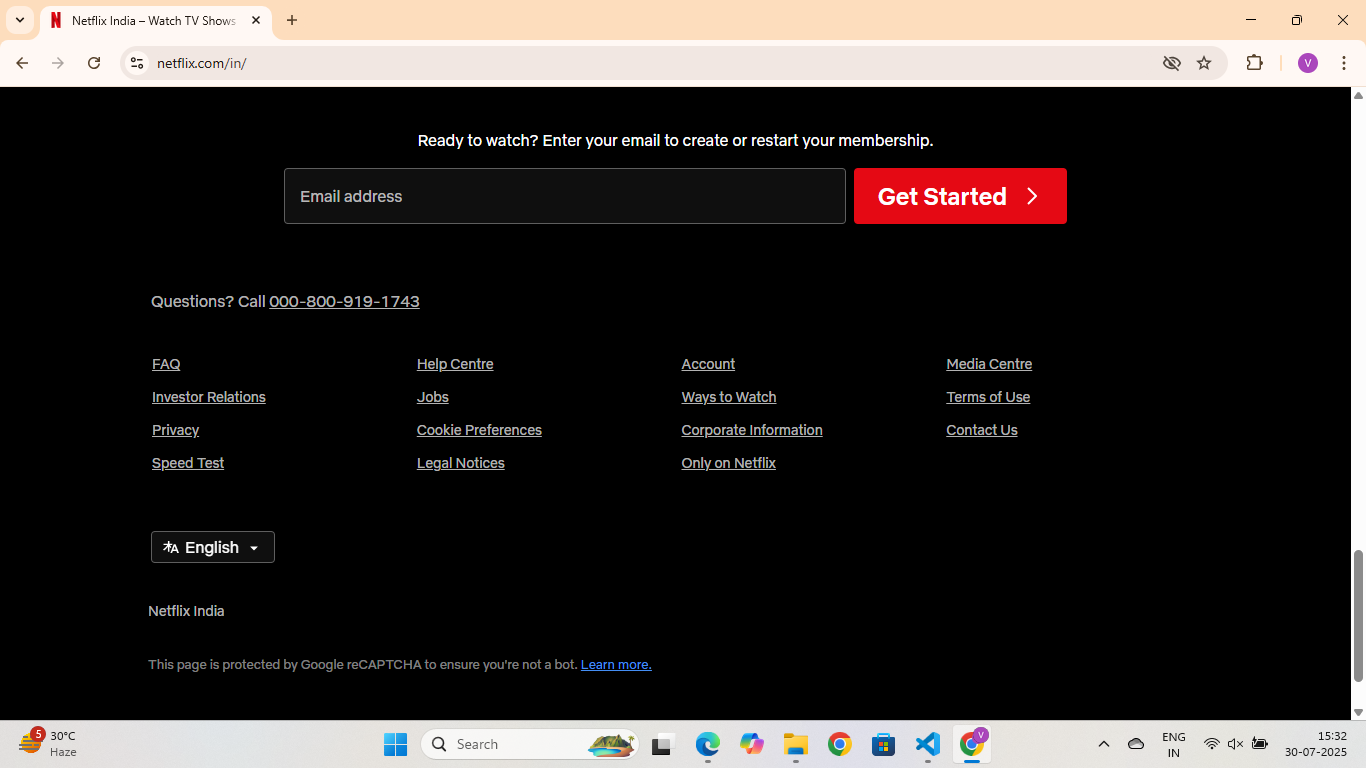 Netflix India – Watch TV Shows
netflix.com/in/
V
Ready to watch? Enter your email to create or restart your membership.
Email address
Get Started
Questions? Call 000-800-919-1743
FAQ Help Centre Account Media Centre
Investor Relations Jobs Ways to Watch Terms of Use
Privacy Cookie Preferences Corporate Information Contact Us
Speed Test Legal Notices Only on Netflix
English
Netflix India
This page is protected by Google reCAPTCHA to ensure you're not a bot. Learn more.
5
30°C
Haze
Search
V
ENG
IN
15:32
30-07-2025